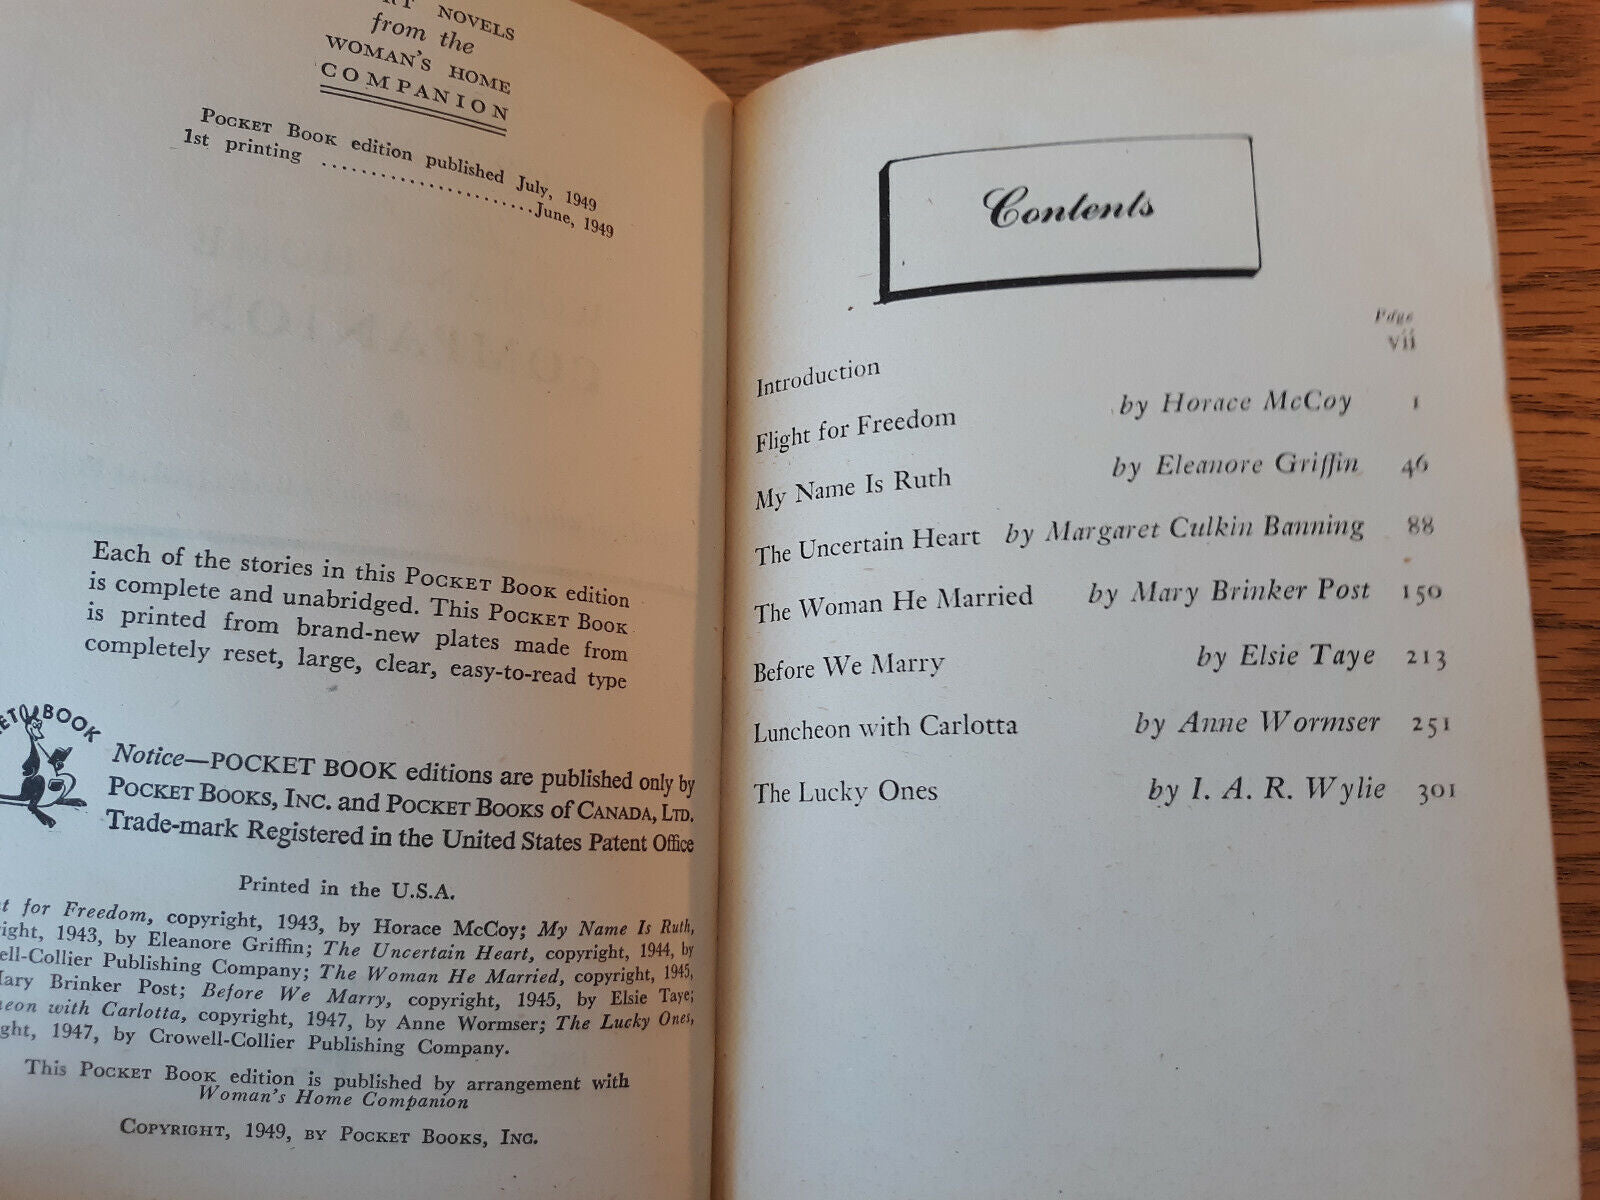 NOVELS
from the
WOMAN'S HOME
COMPANION
POCKET BOOK edition published July, 1949
1st printing ........................June, 1949
Each of the stories in this POCKET BOOK edition
is complete and unabridged. This POCKET BOOK
is printed from brand-new plates made from
completely reset, large, clear, easy-to-read type
BOOK
Notice—POCKET BOOK editions are published only by
POCKET BOOKS, INC. and POCKET BOOKS of CANADA, LTD.
Trade-mark Registered in the United States Patent Office
Printed in the U.S.A.
for Freedom, copyright, 1943, by Horace McCoy; My Name Is Ruth,
1943, by Eleanore Griffin; The Uncertain Heart, copyright, 1944, by
ell-Collier Publishing Company; The Woman He Married, copyright, 1945,
Mary Brinker Post; Before We Marry, copyright, 1945, by Elsie Taye;
eon with Carlotta, copyright, 1947, by Anne Wormser; The Lucky Ones,
ght, 1947, by Crowell-Collier Publishing Company.
This POCKET BOOK edition is published by arrangement with
Woman's Home Companion
COPYRIGHT, 1949, BY POCKET BOOKS, INC.
Contents
Page
Introduction vii
Flight for Freedom by Horace McCoy 1
My Name Is Ruth by Eleanore Griffin 46
The Uncertain Heart by Margaret Culkin Banning 88
The Woman He Married by Mary Brinker Post 150
Before We Marry by Elsie Taye 213
Luncheon with Carlotta by Anne Wormser 251
The Lucky Ones by I. A. R. Wylie 301